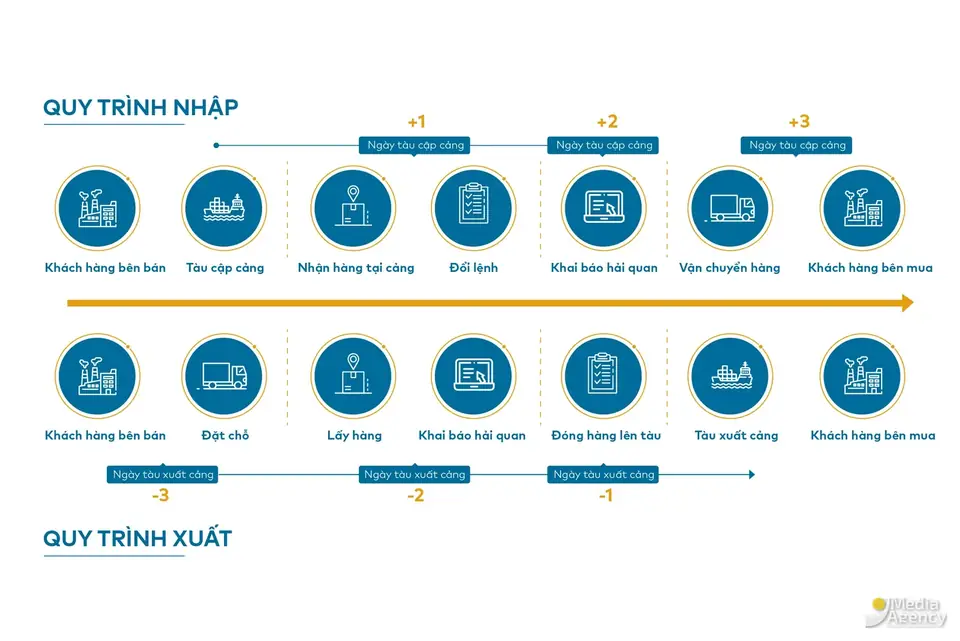 QUY TRÌNH NHẬP
+1
+2
+3
Ngày tàu cập cảng
Ngày tàu cập cảng
Ngày tàu cập cảng
Khách hàng bên bán
Tàu cập cảng
Nhận hàng tại cảng
Đổi lệnh
Khai báo hải quan
Vận chuyển hàng
Khách hàng bên mua
Khách hàng bên bán
Đặt chỗ
Lấy hàng
Khai báo hải quan
Đóng hàng lên tàu
Tàu xuất cảng
Khách hàng bên mua
Ngày tàu xuất cảng
Ngày tàu xuất cảng
Ngày tàu xuất cảng
-3
-2
-1
QUY TRÌNH XUẤT
Media
Agency